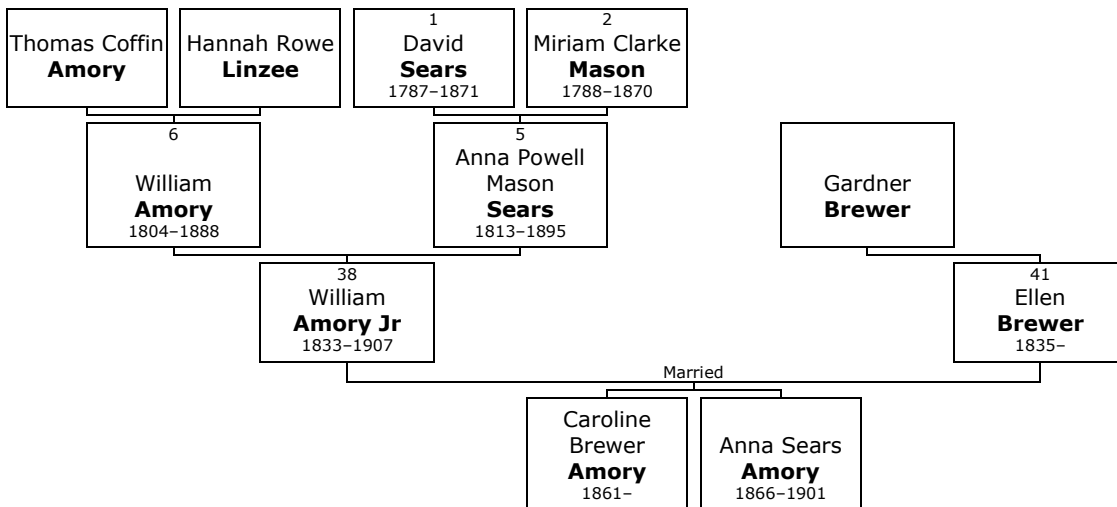 Thomas Coffin
Amory
Hannah Rowe
Linzee
1
David
Sears
1787–1871
2
Miriam Clarke
Mason
1788–1870
6
William
Amory
1804–1888
5
Anna Powell
Mason
Sears
1813–1895
Gardner
Brewer
38
William
Amory Jr
1833–1907
41
Ellen
Brewer
1835–
Married
Caroline
Brewer
Amory
1861–
Anna Sears
Amory
1866–1901